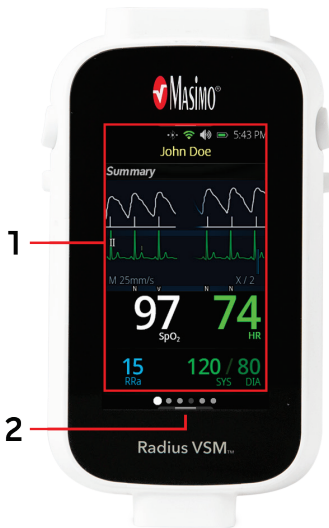 Masimo®
5:43 PM
John Doe
Summary
II
1
M 25mm/s X / 2
N V N N
97 74
SpO₂ HR
15 120 / 80
RRa SYS DIA
2
Radius VSM™